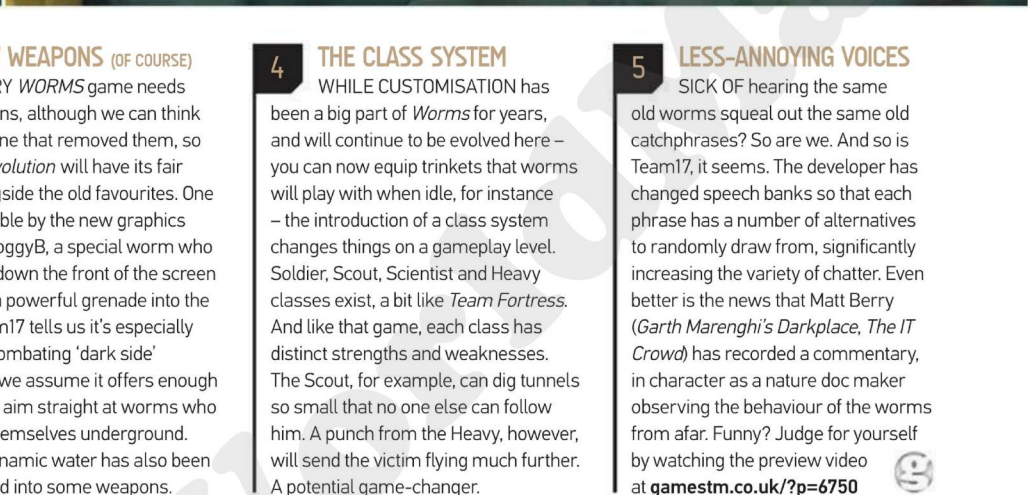 WEAPONS (OF COURSE)
WORMS game needs
although we can think
ne that removed them, so
will have its fair
the old favourites. One
by the new graphics
a special worm who
down the front of the screen
powerful grenade into the
tells us it's especially
'dark side'
we assume it offers enough
aim straight at worms who
underground.
water has also been
into some weapons.
4
THE CLASS SYSTEM
WHILE CUSTOMISATION has
been a big part of Worms for years,
and will continue to be evolved here –
you can now equip trinkets that worms
will play with when idle, for instance
– the introduction of a class system
changes things on a gameplay level.
Soldier, Scout, Scientist and Heavy
classes exist, a bit like Team Fortress.
And like that game, each class has
distinct strengths and weaknesses.
The Scout, for example, can dig tunnels
so small that no one else can follow
him. A punch from the Heavy, however,
will send the victim flying much further.
A potential game-changer.
5
LESS-ANNOYING VOICES
SICK OF hearing the same
old worms squeal out the same old
catchphrases? So are we. And so is
Team17, it seems. The developer has
changed speech banks so that each
phrase has a number of alternatives
to randomly draw from, significantly
increasing the variety of chatter. Even
better is the news that Matt Berry
(Garth Marenghi's Darkplace, The IT
Crowd) has recorded a commentary,
in character as a nature doc maker
observing the behaviour of the worms
from afar. Funny? Judge for yourself
by watching the preview video
at gamestm.co.uk/?p=6750